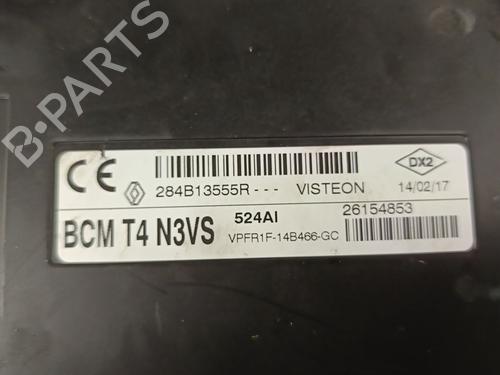 B-PARTS
CE
284B13555R--- VISTEON
DX2
14/02/17
BCM T4 N3VS
524AI
VPFR1F-14B466-GC
26154853